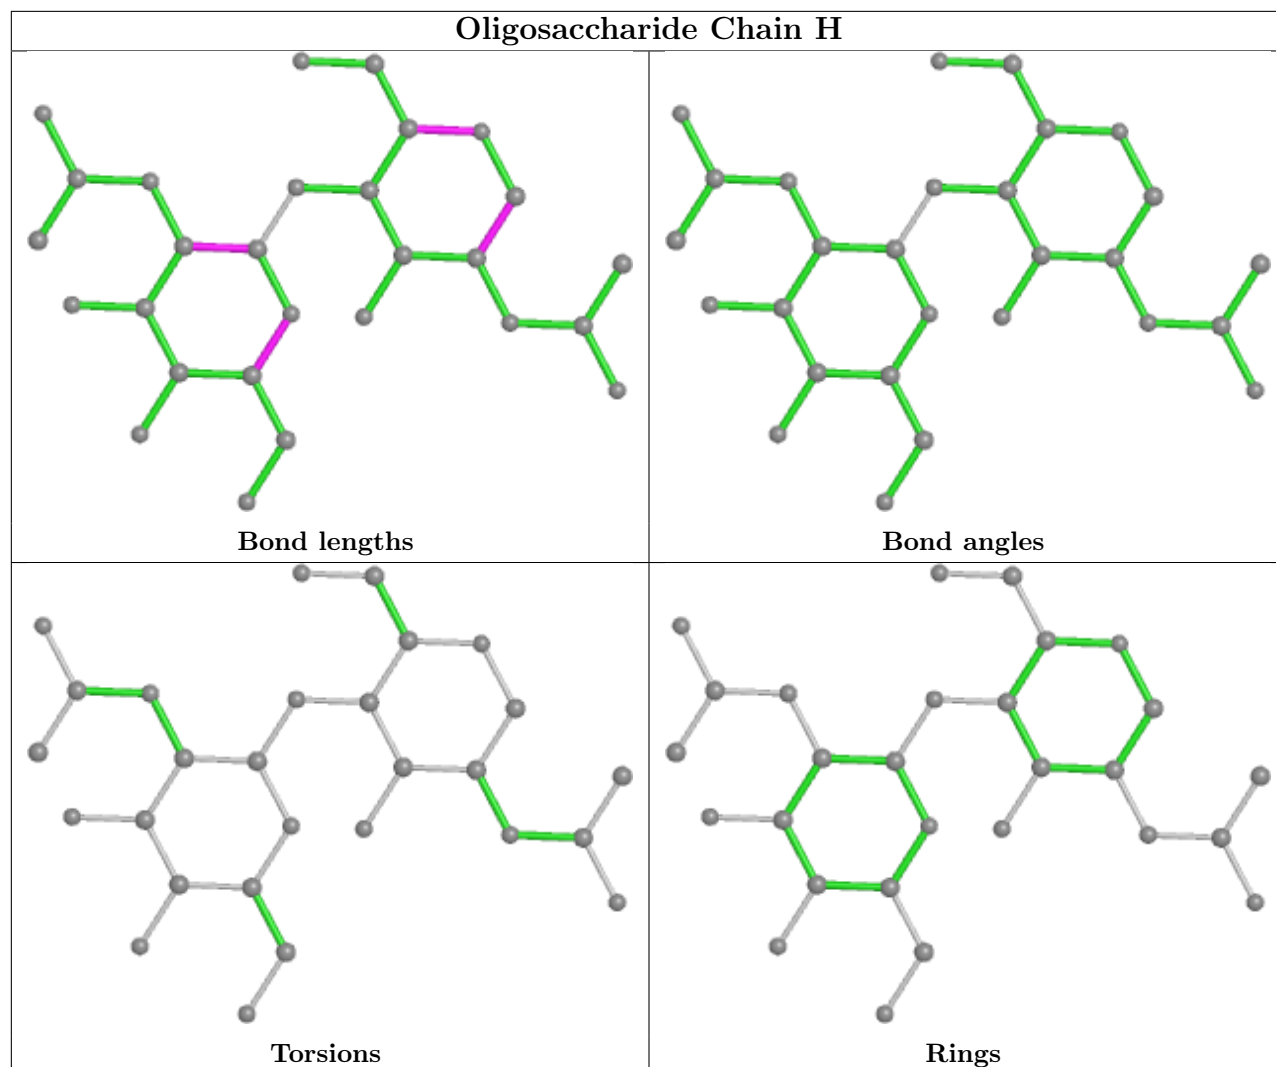 Oligosaccharide Chain H
Bond lengths
Bond angles
Torsions
Rings